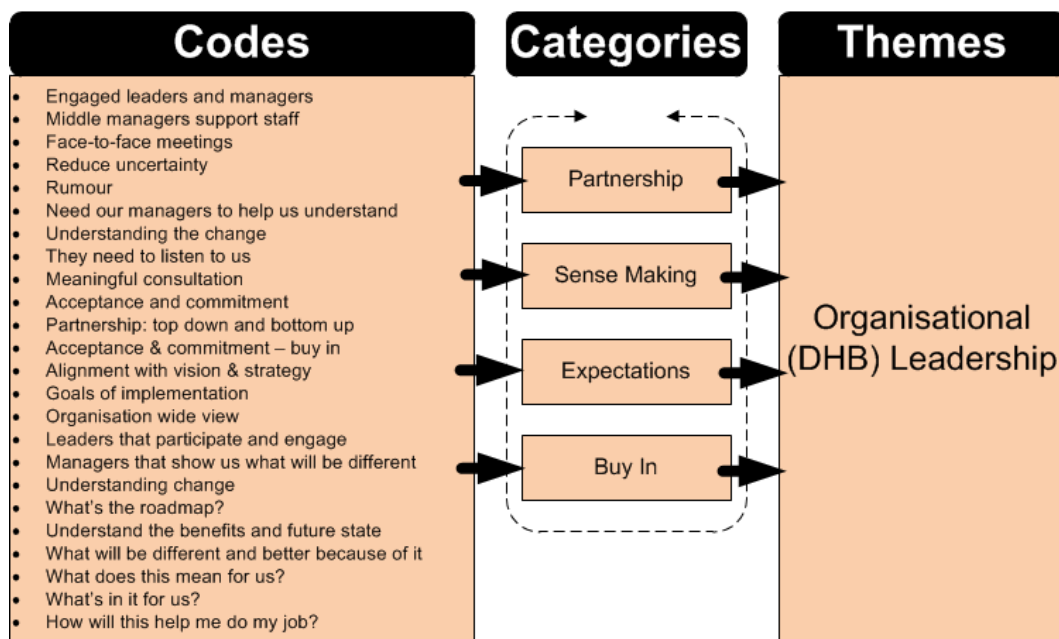 Codes
Categories
Themes
• Engaged leaders and managers
• Middle managers support staff
• Face-to-face meetings
• Reduce uncertainty
• Rumour
• Need our managers to help us understand
• Understanding the change
• They need to listen to us
• Meaningful consultation
• Acceptance and commitment
• Partnership: top down and bottom up
• Acceptance & commitment – buy in
• Alignment with vision & strategy
• Goals of implementation
• Organisation wide view
• Leaders that participate and engage
• Managers that show us what will be different
• Understanding change
• What's the roadmap?
• Understand the benefits and future state
• What will be different and better because of it
• What does this mean for us?
• What's in it for us?
• How will this help me do my job?
Partnership
Sense Making
Expectations
Buy In
Organisational
(DHB) Leadership